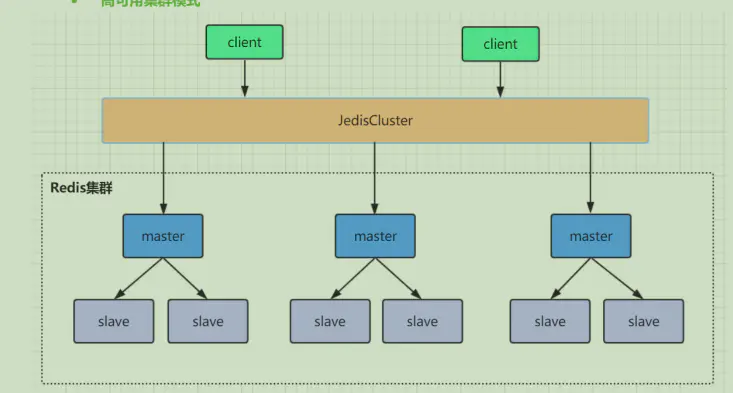 高可用集群模式
client
client
JedisCluster
Redis集群
master
master
master
slave
slave
slave
slave
slave
slave